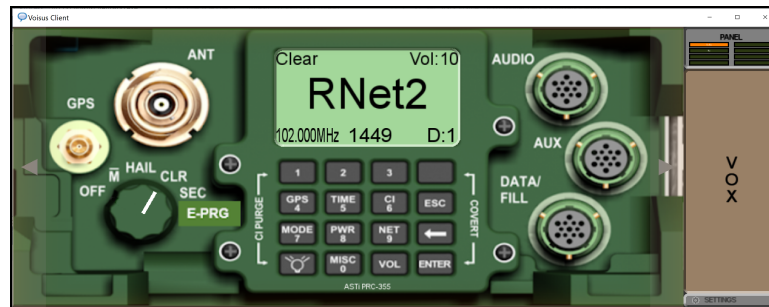 Voisus Client
PANEL
ANT
GPS
OFF
M
HAIL
CLR
SEC
E-PRG
Clear Vol:10
RNet2
102.000MHz 1449 D:1
1 2 3
GPS 4 TIME 5 CI 6 ESC
MODE 7 PWR 8 NET 9
MISC 0 VOL ENTER
CI PURGE
COVERT
ASTi PRC-355
AUDIO
AUX
DATA/
FILL
VOX
SETTINGS